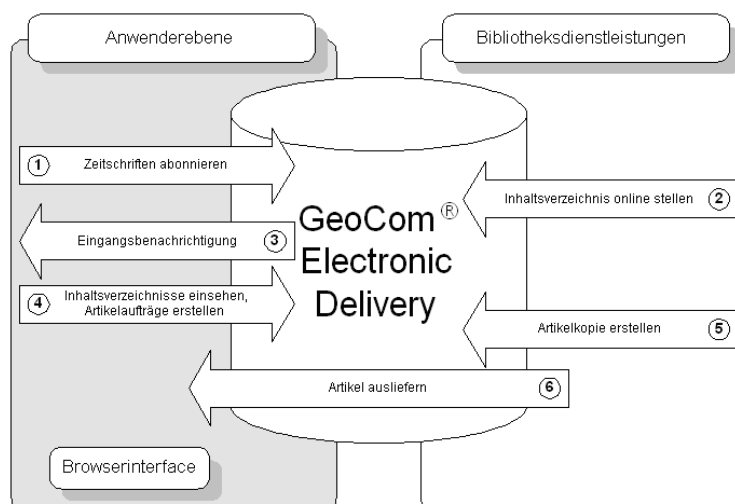 Anwenderebene
Bibliotheksdienstleistungen
1 Zeitschriften abonnieren
Inhaltsverzeichnis online stellen 2
GeoCom ®
Electronic
Delivery
Eingangsbenachrichtigung 3
4 Inhaltsverzeichnisse einsehen,
Artikelaufträge erstellen
Artikelkopie erstellen 5
Artikel ausliefern 6
Browserinterface